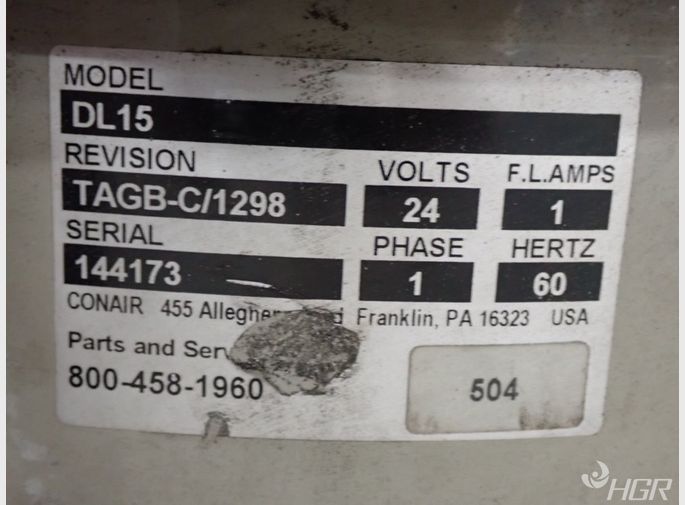 MODEL
DL15
REVISION VOLTS F.L.AMPS
TAGB-C/1298 24 1
SERIAL PHASE HERTZ
144173 1 60
CONAIR 455 Franklin, PA 16323 USA
Parts and
800-458-1960 504
HGR